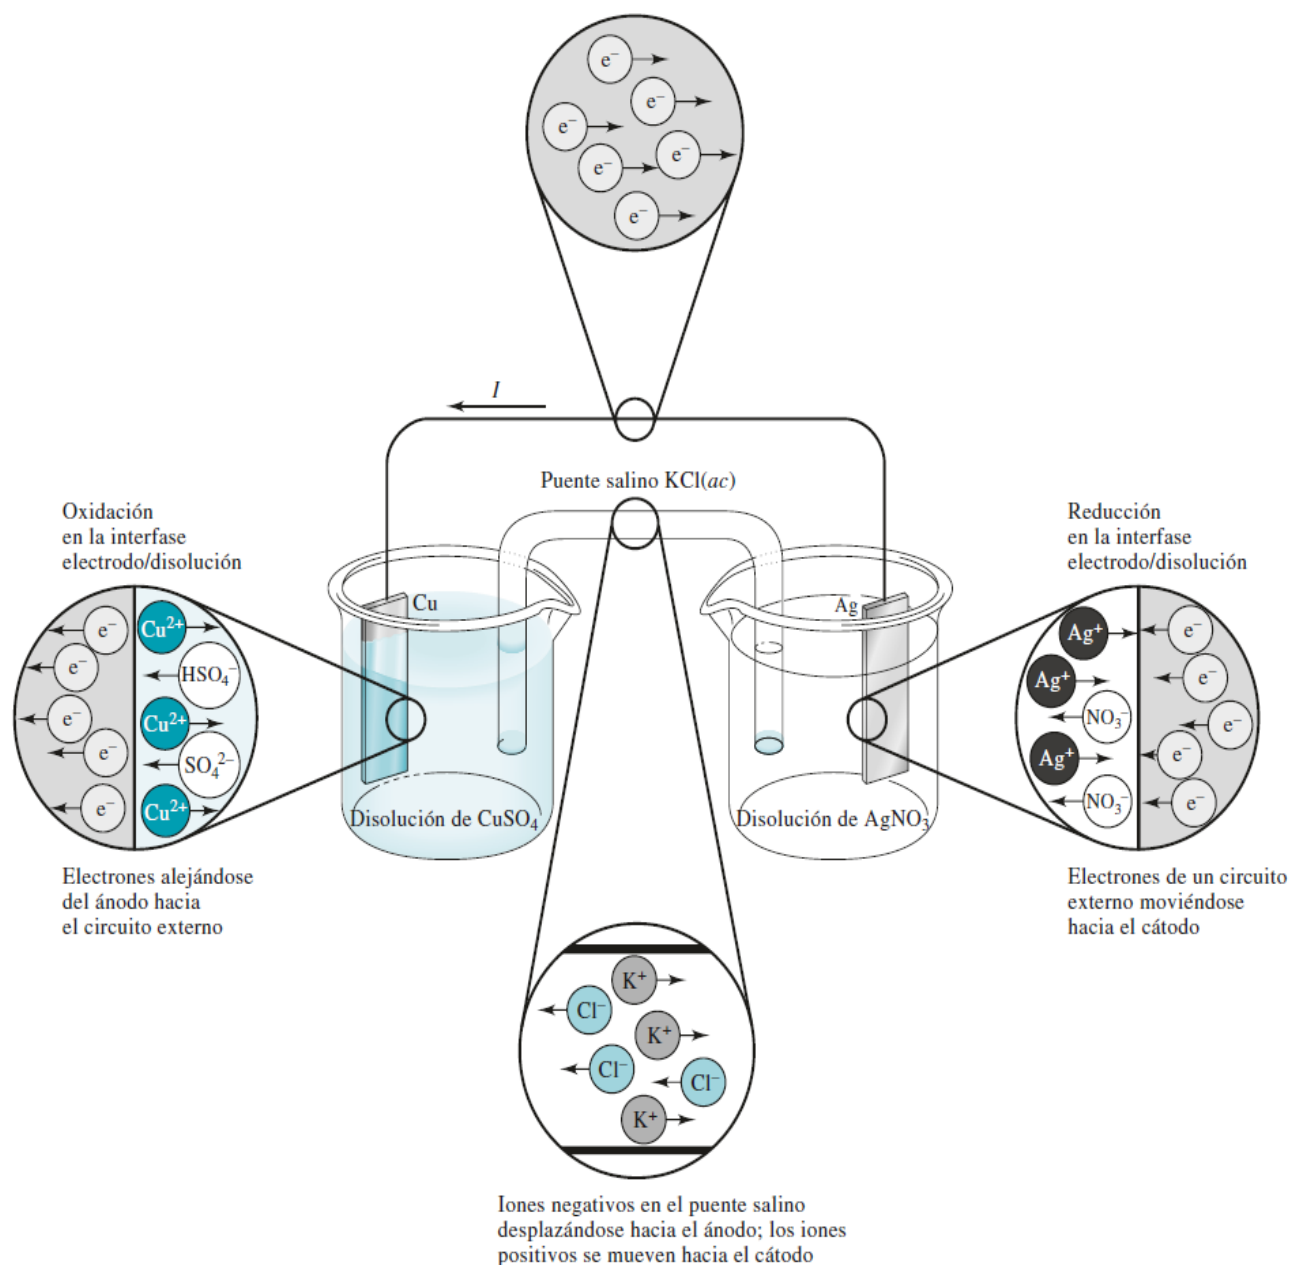 e⁻
e⁻
e⁻
e⁻
e⁻
e⁻
I
Puente salino KCl(ac)
Oxidación
en la interfase
electrodo/disolución
Reducción
en la interfase
electrodo/disolución
Cu
Ag
e⁻
e⁻
e⁻
e⁻
e⁻
Cu²⁺
HSO₄⁻
Cu²⁺
SO₄²⁻
Cu²⁺
Ag⁺
Ag⁺
NO₃⁻
Ag⁺
NO₃⁻
e⁻
e⁻
e⁻
e⁻
e⁻
Disolución de CuSO₄
Disolución de AgNO₃
Electrones alejándose
del ánodo hacia
el circuito externo
Electrones de un circuito
externo moviéndose
hacia el cátodo
K⁺
Cl⁻
K⁺
Cl⁻
Cl⁻
K⁺
Iones negativos en el puente salino
desplazándose hacia el ánodo; los iones
positivos se mueven hacia el cátodo